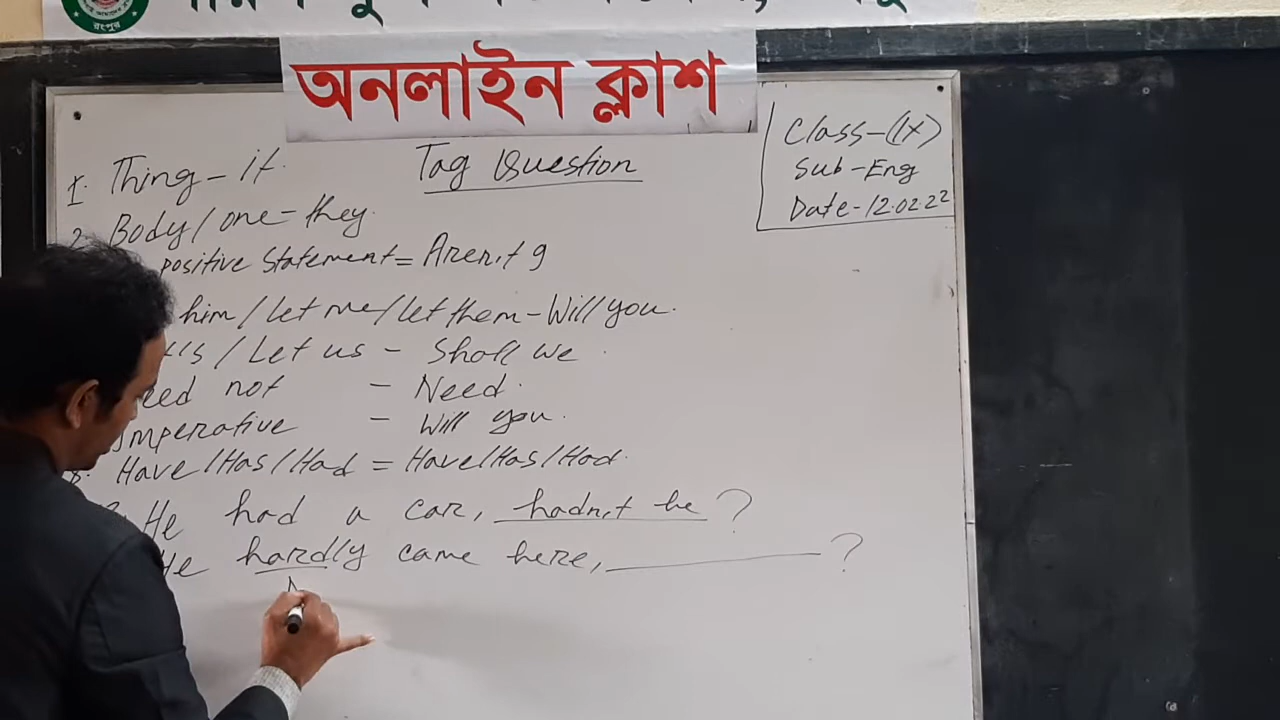 রংপুর
অনলাইন ক্লাশ
Class-(IX)
Sub-Eng
Date-12.02.22
Tag Question
1. Thing-it.
2. Body/one-they.
positive Statement = Aren't I
him/Let me/let them-Will you.
/Let us - Shall we.
not - Need.
Imperative - Will you.
8. Have/Has/Had = Have/Has/Had.
He had a car, hadn't he?
He hardly came here, ?